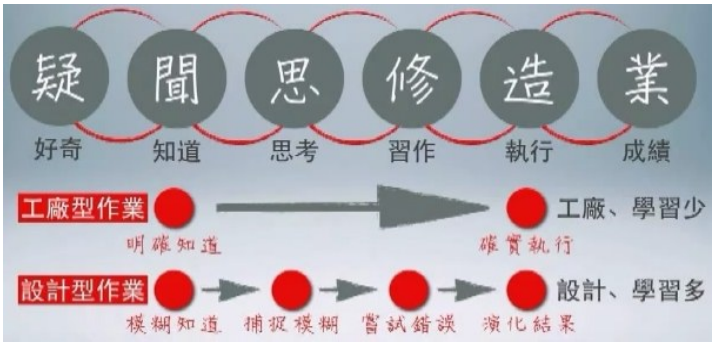 疑 聞 思 修 造 業
好奇 知道 思考 習作 執行 成績
工廠型作業 工廠、學習少
明確知道 確實執行
設計型作業 設計、學習多
模糊知道 捕捉模糊 嘗試錯誤 演化結果